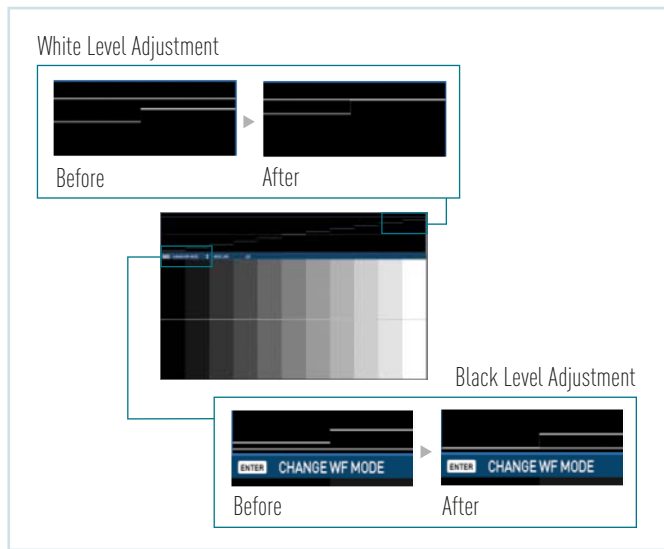 White Level Adjustment
Before
After
Black Level Adjustment
ENTER CHANGE WF MODE
ENTER CHANGE WF MODE
Before
After